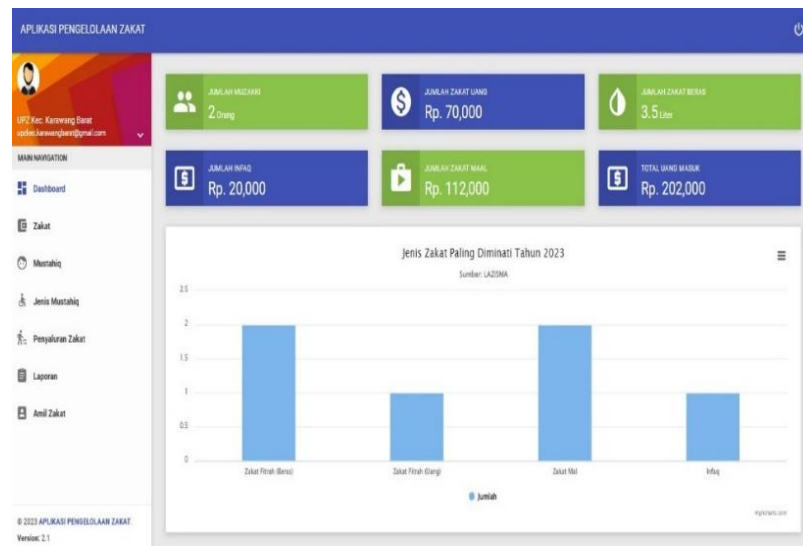 APLIKASI PENGELOLAAN ZAKAT
UPZ Kec. Karawang Barat
upzkec.karawangbarat@gmail.com
MAIN NAVIGATION
Dashboard
Zakat
Mustahiq
Jenis Mustahiq
Penyaluran Zakat
Laporan
Amil Zakat
© 2023 APLIKASI PENGELOLAAN ZAKAT.
Version: 2.1
JUMLAH MUZAKKI
2 Orang
JUMLAH ZAKAT UANG
Rp. 70,000
JUMLAH ZAKAT BERAS
3.5 Liter
JUMLAH INFAQ
Rp. 20,000
JUMLAH ZAKAT MAAL
Rp. 112,000
TOTAL UANG MASUK
Rp. 202,000
Jenis Zakat Paling Diminati Tahun 2023
Sumber: LAZISMA
2.5
2
1.5
1
0.5
0
Zakat Fitrah (Beras)
Zakat Fitrah (Uang)
Zakat Mal
Infaq
Jumlah